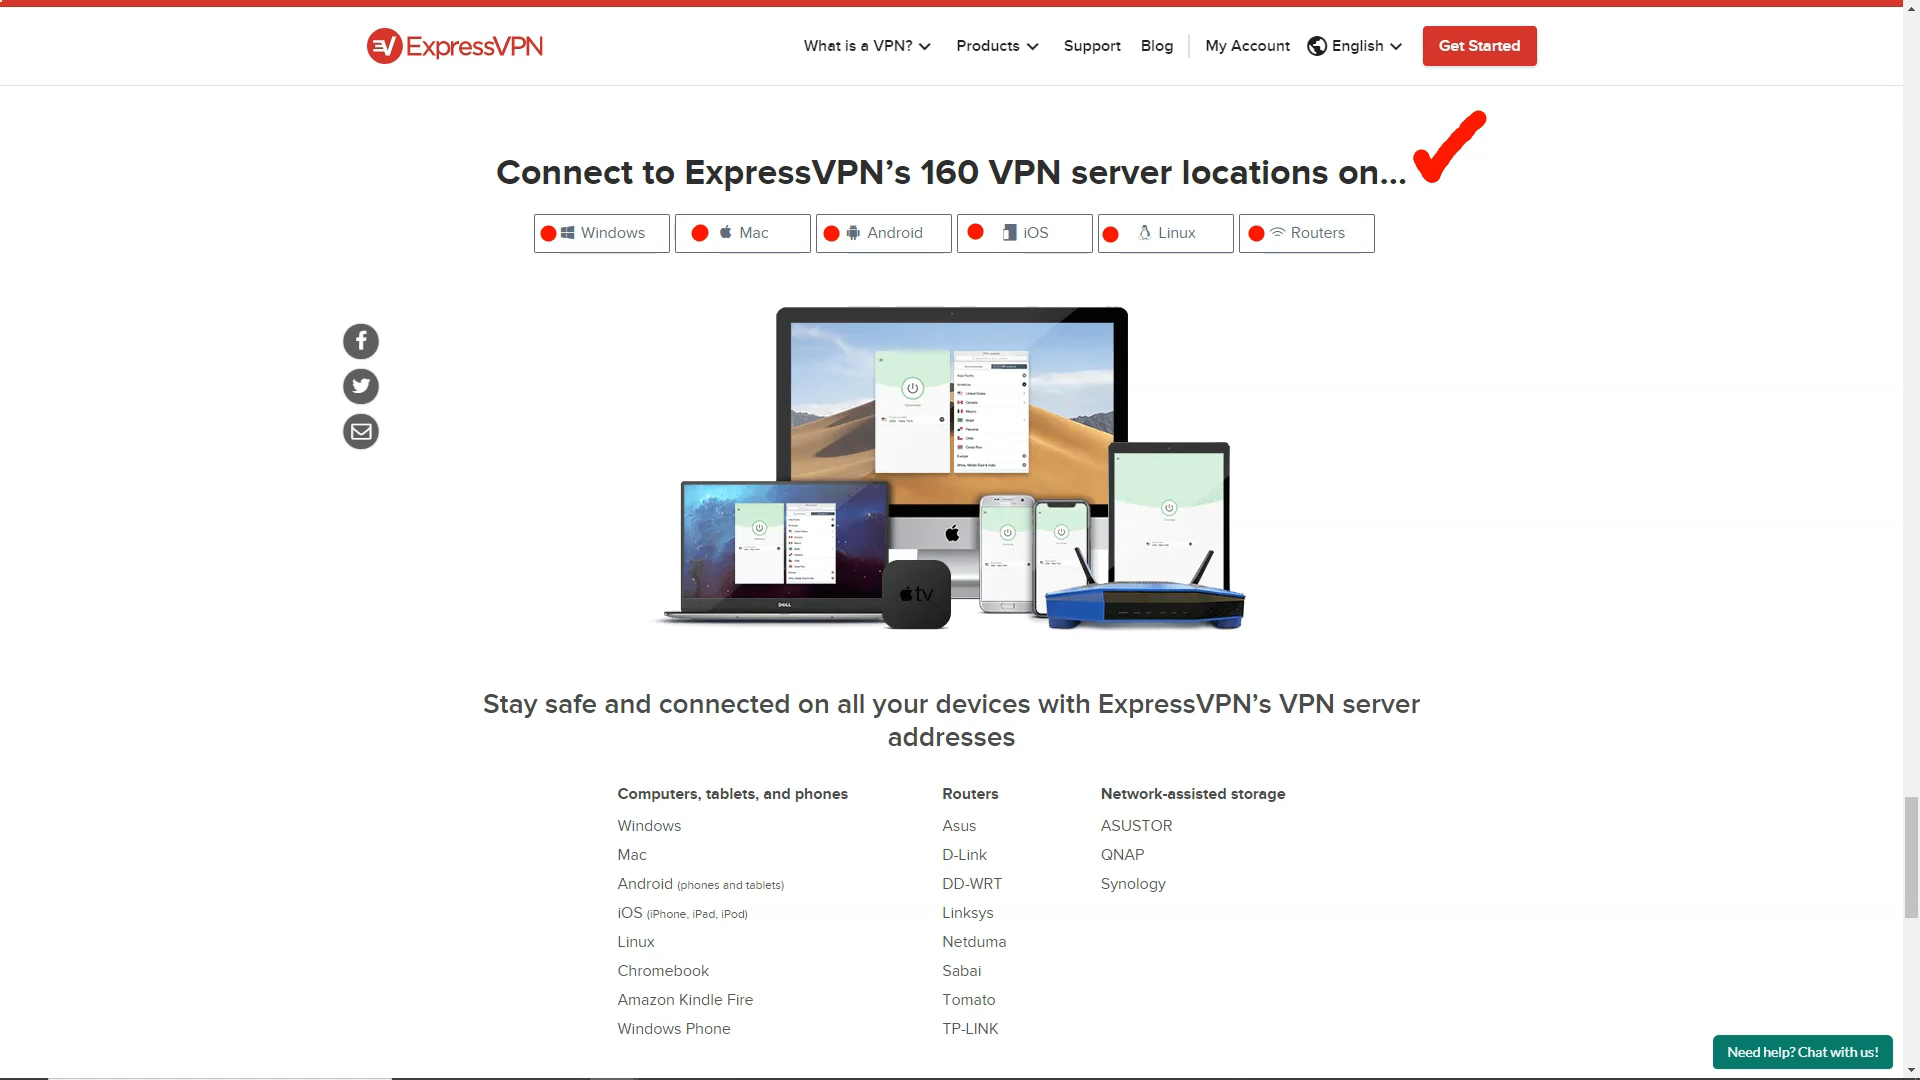 ExpressVPN
What is a VPN?
Products
Support
Blog
My Account
English
Get Started
Connect to ExpressVPN’s 160 VPN server locations on...
Windows
Mac
Android
iOS
Linux
Routers
DELL
tv
Stay safe and connected on all your devices with ExpressVPN’s VPN server
addresses
Computers, tablets, and phones
Windows
Mac
Android (phones and tablets)
iOS (iPhone, iPad, iPod)
Linux
Chromebook
Amazon Kindle Fire
Windows Phone
Routers
Asus
D-Link
DD-WRT
Linksys
Netduma
Sabai
Tomato
TP-LINK
Network-assisted storage
ASUSTOR
QNAP
Synology
Need help? Chat with us!